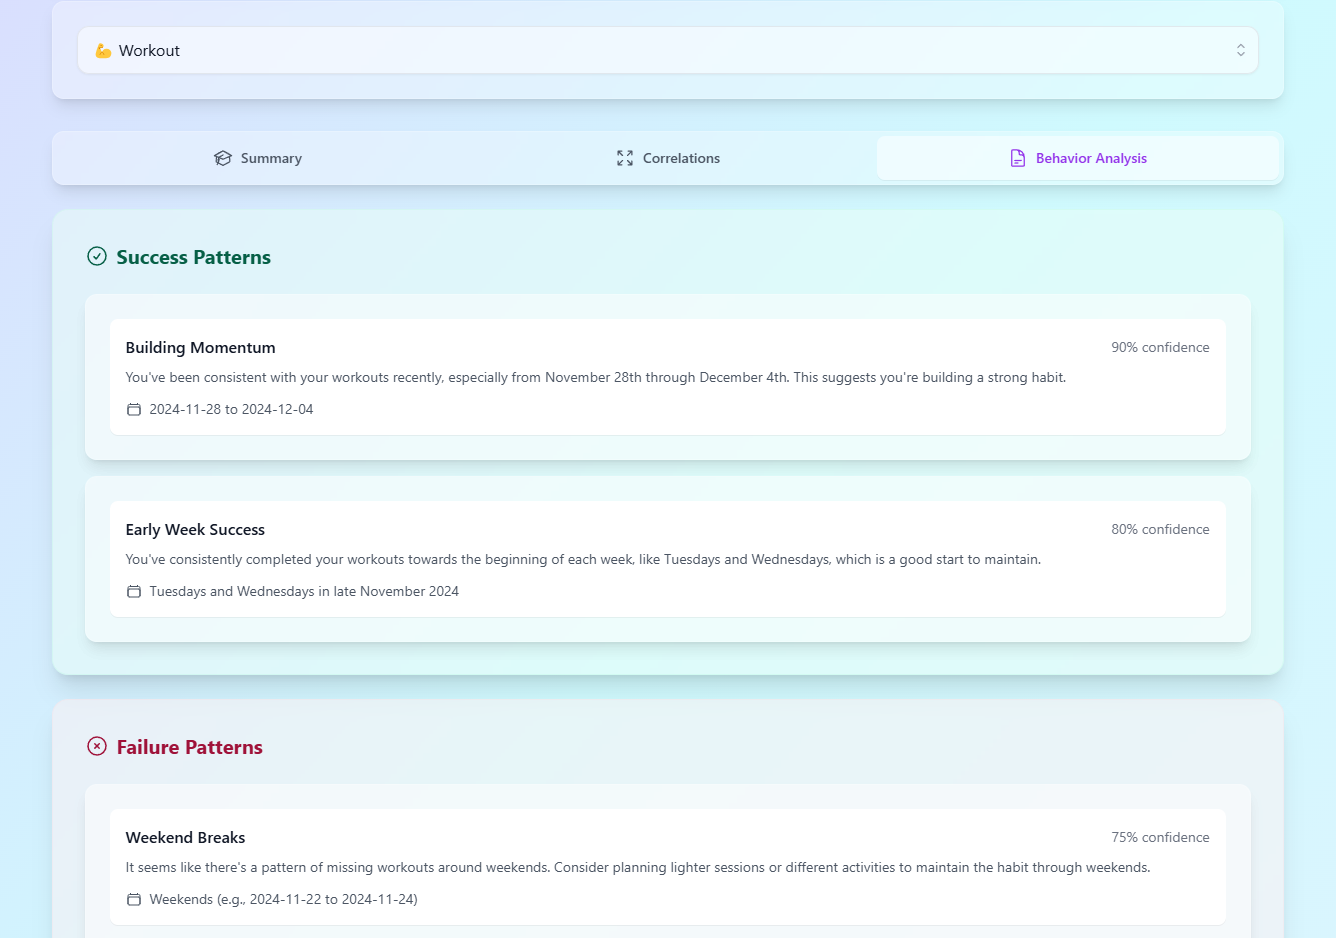 Workout
Summary
Correlations
Behavior Analysis
Success Patterns
Building Momentum
90% confidence
You've been consistent with your workouts recently, especially from November 28th through December 4th. This suggests you're building a strong habit.
2024-11-28 to 2024-12-04
Early Week Success
80% confidence
You've consistently completed your workouts towards the beginning of each week, like Tuesdays and Wednesdays, which is a good start to maintain.
Tuesdays and Wednesdays in late November 2024
Failure Patterns
Weekend Breaks
75% confidence
It seems like there's a pattern of missing workouts around weekends. Consider planning lighter sessions or different activities to maintain the habit through weekends.
Weekends (e.g., 2024-11-22 to 2024-11-24)